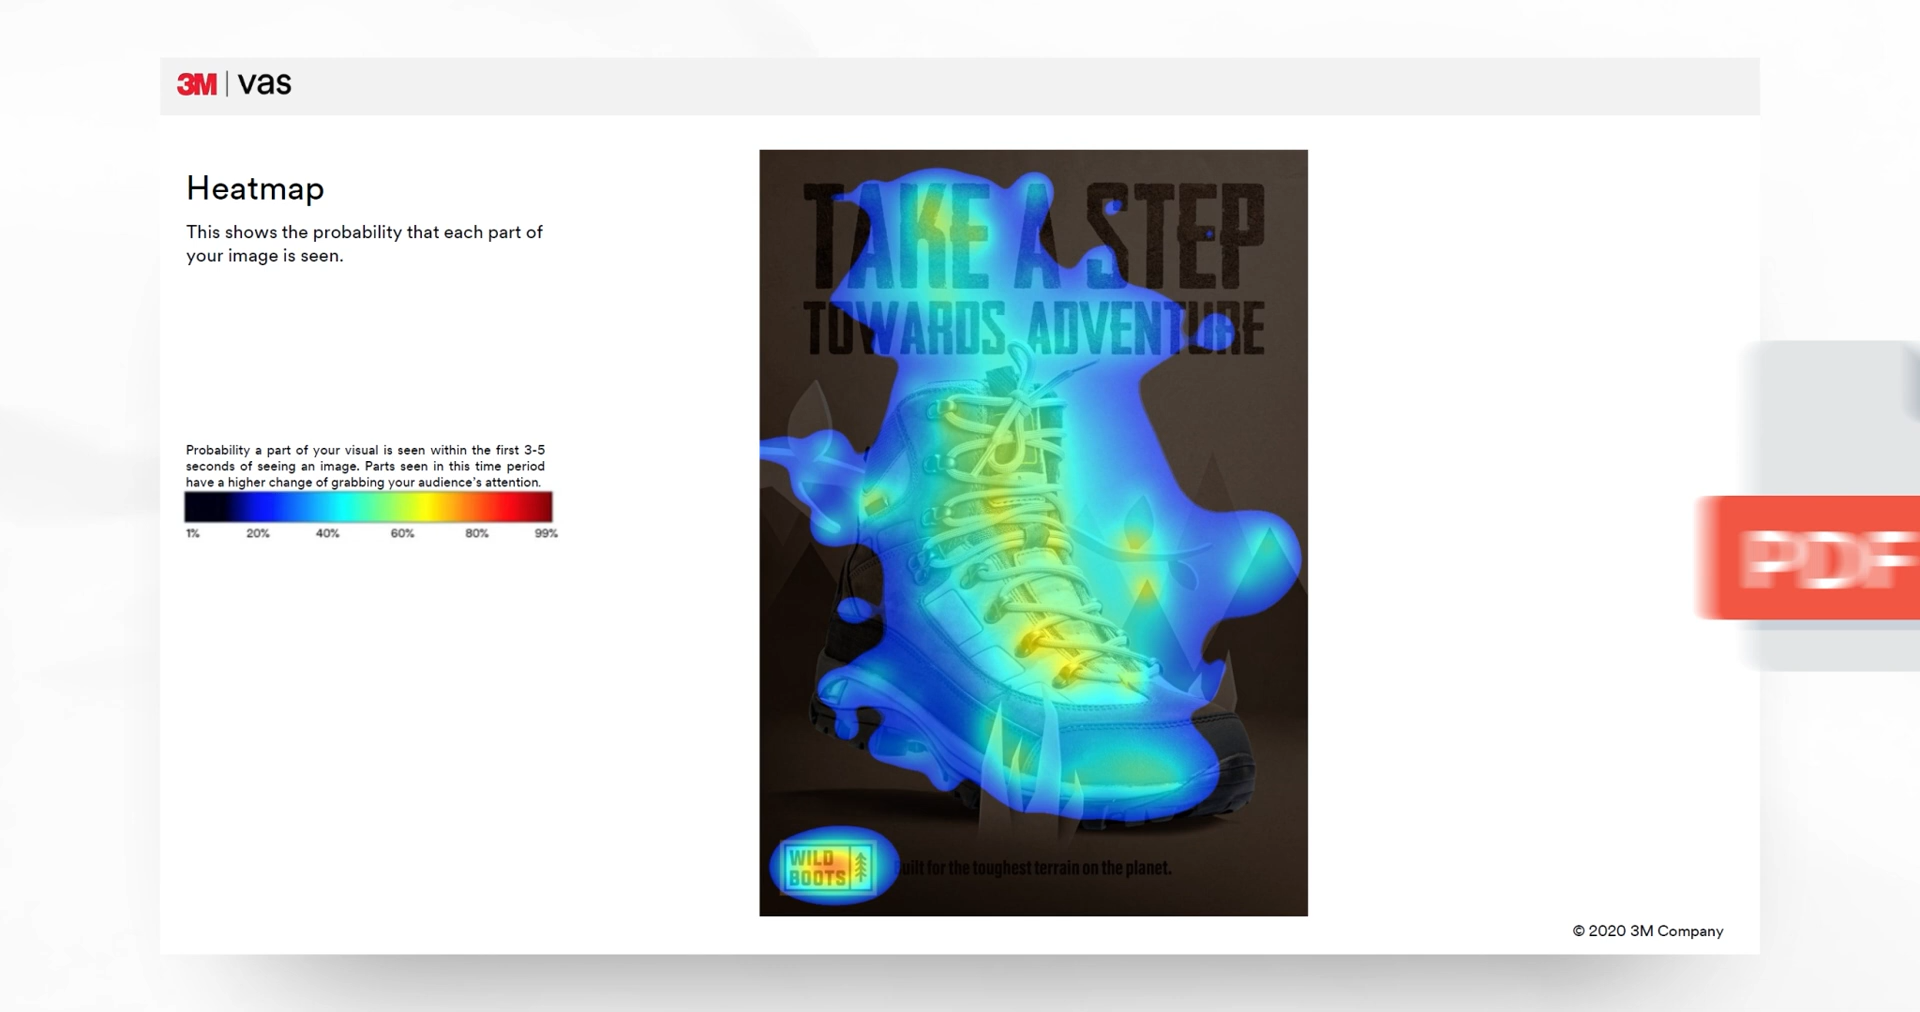 3M | vas
Heatmap
This shows the probability that each part of
your image is seen.
Probability a part of your visual is seen within the first 3-5
seconds of seeing an image. Parts seen in this time period
have a higher change of grabbing your audience's attention.
1% 20% 40% 60% 80% 99%
TAKE A STEP
TOWARDS ADVENTURE
WILD
BOOTS
Built for the toughest terrain on the planet.
© 2020 3M Company
PDF